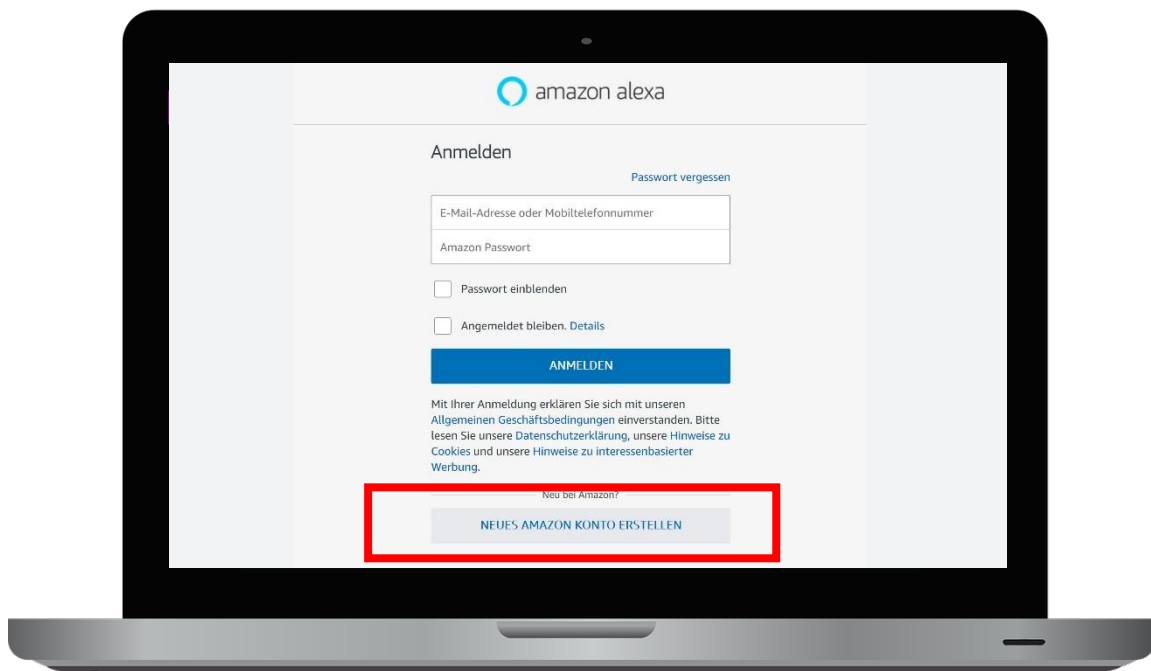 amazon alexa
Anmelden
Passwort vergessen
E-Mail-Adresse oder Mobiltelefonnummer
Amazon Passwort
Passwort einblenden
Angemeldet bleiben. Details
ANMELDEN
Mit Ihrer Anmeldung erklären Sie sich mit unseren
Allgemeinen Geschäftsbedingungen einverstanden. Bitte
lesen Sie unsere Datenschutzerklärung, unsere Hinweise zu
Cookies und unsere Hinweise zu interessenbasierter
Werbung.
Neu bei Amazon?
NEUES AMAZON KONTO ERSTELLEN